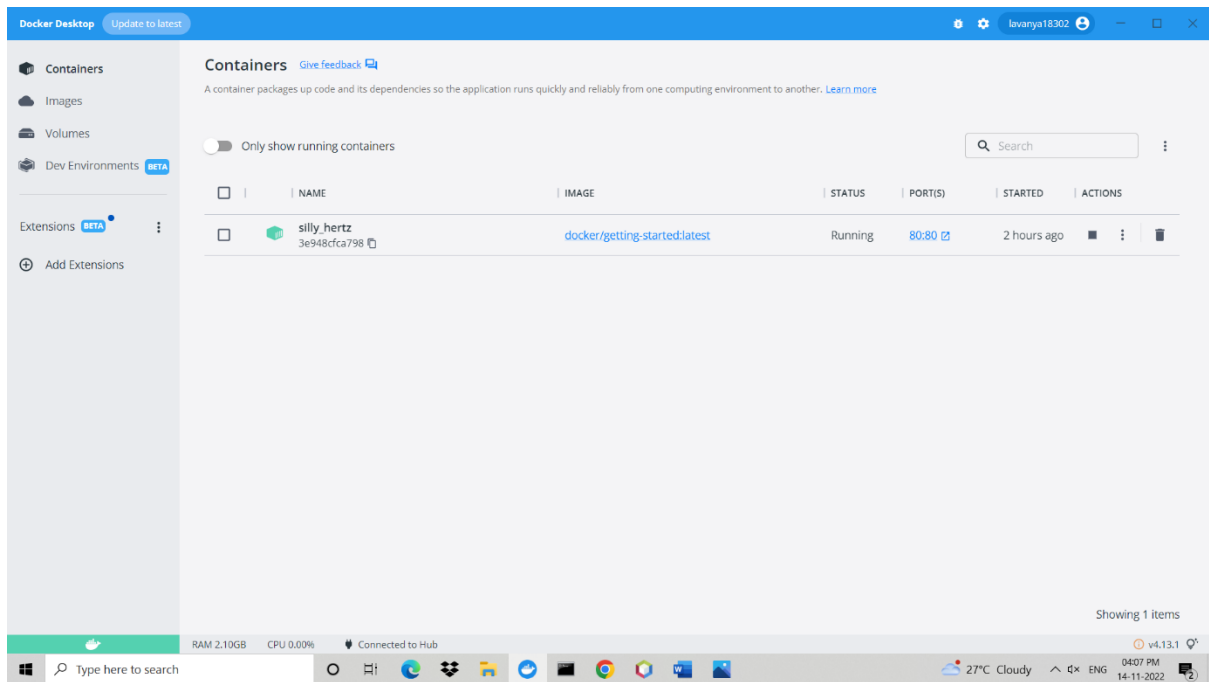 Docker Desktop Update to latest lavanya18302
Containers
Images
Volumes
Dev Environments BETA
Extensions BETA
Add Extensions
Containers Give feedback
A container packages up code and its dependencies so the application runs quickly and reliably from one computing environment to another. Learn more
Only show running containers Search
NAME IMAGE STATUS PORT(S) STARTED ACTIONS
silly_hertz
3e948cfca798 docker/getting-started:latest Running 80:80 2 hours ago
Showing 1 items
RAM 2.10GB CPU 0.00% Connected to Hub v4.13.1
Type here to search 27°C Cloudy ENG 04:07 PM
14-11-2022 2